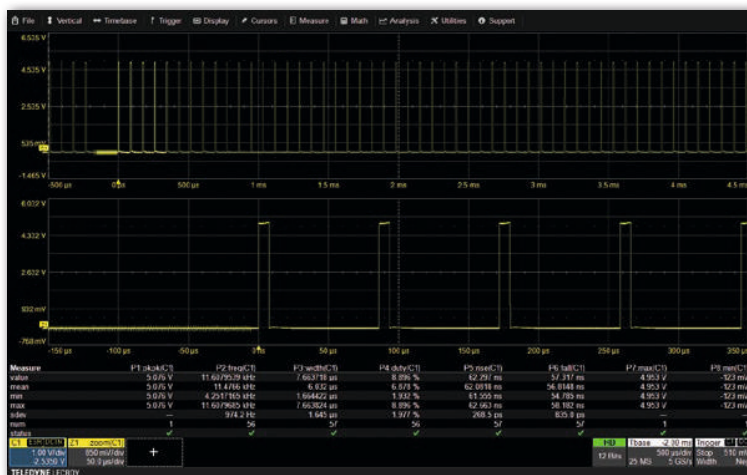 File Vertical Timebase Trigger Display Cursors Measure Math Analysis Utilities Support
6.535 V
4.535 V
2.535 V
535 mV
C1
-1.465 V
-500 µs 0 µs 500 µs 1 ms 1.5 ms 2 ms 2.5 ms 3 ms 3.5 ms 4 ms 4.5 m
6.032 V
4.332 V
2.632 V
932 mV
-768 mV
-150 µs -100 µs -50 µs 0 µs 50 µs 100 µs 150 µs 200 µs 250 µs 300 µs 350 µs
Measure P1:pkpk(C1) P2:freq(C1) P3:width(C1) P4:duty(C1) P5:rise(C1) P6:fall(C1) P7:max(C1) P8:min(C1)
value 5.076 V 11.6079539 kHz 7.663718 µs 8.896 % 62.297 ns 57.317 ns 4.953 V -123 m
mean 5.076 V 11.4766 kHz 6.032 µs 6.878 % 56.8148 ns 4.953 V -123 m
min 5.076 V 4.2517165 kHz 1.664422 µs 1.932 % 61.555 ns 54.785 ns 4.953 V -123 m
max 5.076 V 11.6079685 kHz 7.663824 µs 8.896 % 62.663 ns 58.182 ns 4.953 V -123 m
sdev --- 974.2 Hz 1.645 µs 1.977 % 268.5 ps 835.8 ps ---
num 1 56 57 56 57 57 1
status
C1 DC1M Z1 zoom(C1) HD Tbase -2.00 ms Trigger
1.00 V/div 850 mV/div + 12 Bits 500 µs/div Stop 510 m
-2.5350 V 50.0 µs/div 25 MS 5 GS/s Width
TELEDYNE LECROY